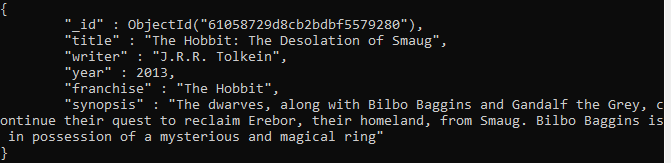 {
"_id" : ObjectId("61058729d8cb2bdbf5579280"),
"title" : "The Hobbit: The Desolation of Smaug",
"writer" : "J.R.R. Tolkein",
"year" : 2013,
"franchise" : "The Hobbit",
"synopsis" : "The dwarves, along with Bilbo Baggins and Gandalf the Grey, c
ontinue their quest to reclaim Erebor, their homeland, from Smaug. Bilbo Baggins is
in possession of a mysterious and magical ring"
}